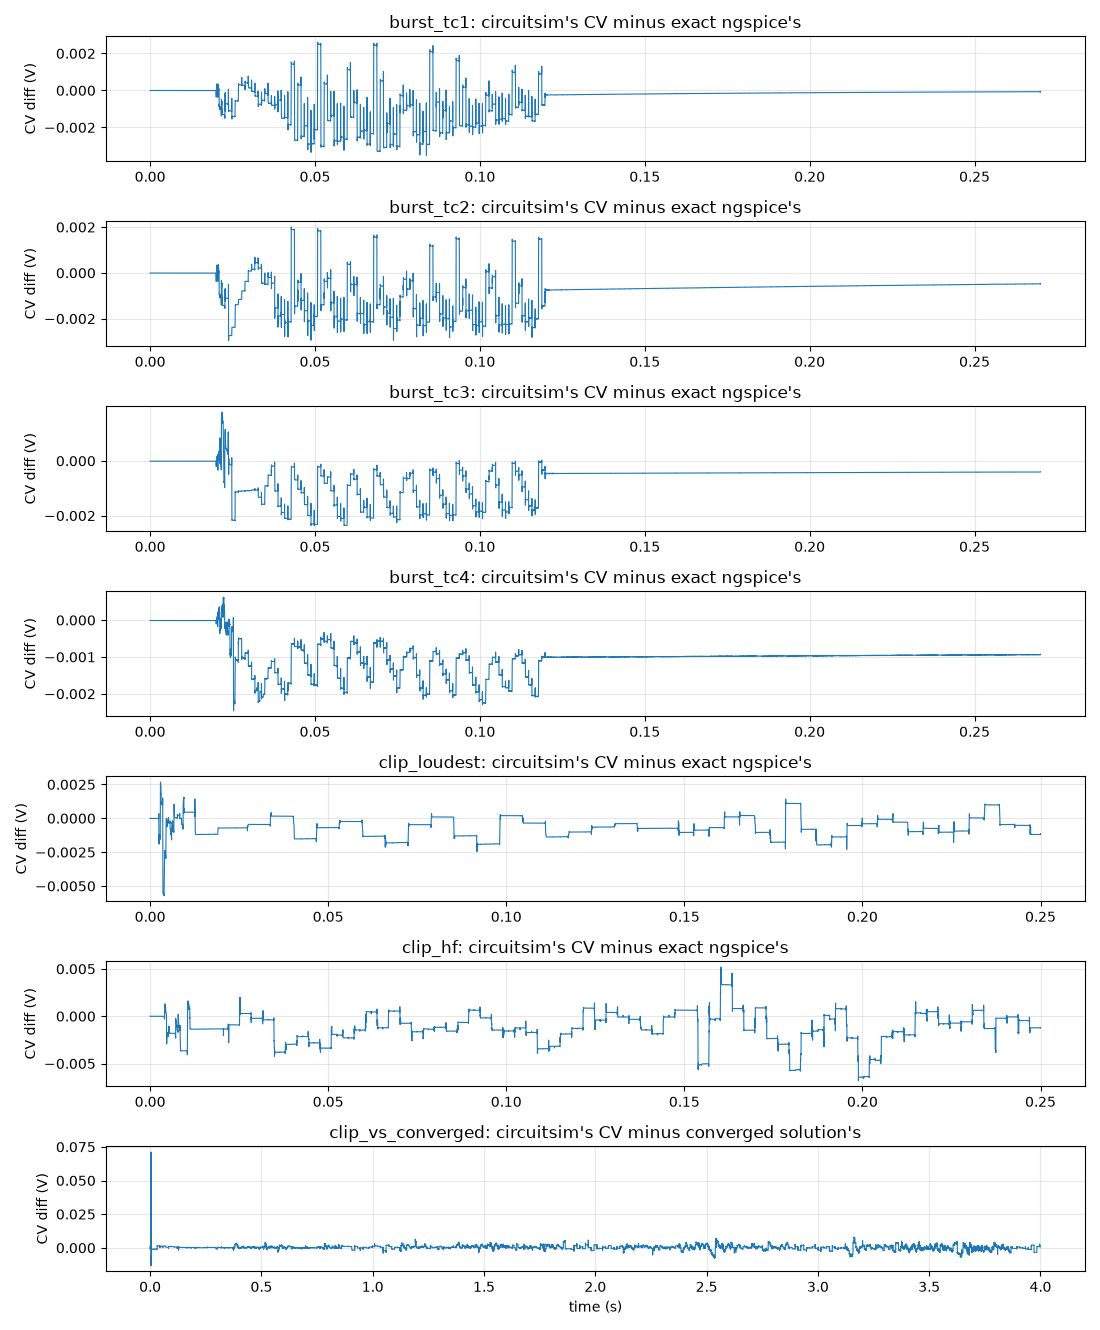 burst_tc1: circuitsim's CV minus exact ngspice's
CV diff (V)
0.002
0.000
−0.002
0.00 0.05 0.10 0.15 0.20 0.25
burst_tc2: circuitsim's CV minus exact ngspice's
CV diff (V)
0.002
0.000
−0.002
0.00 0.05 0.10 0.15 0.20 0.25
burst_tc3: circuitsim's CV minus exact ngspice's
CV diff (V)
0.000
−0.002
0.00 0.05 0.10 0.15 0.20 0.25
burst_tc4: circuitsim's CV minus exact ngspice's
CV diff (V)
0.000
−0.001
−0.002
0.00 0.05 0.10 0.15 0.20 0.25
clip_loudest: circuitsim's CV minus exact ngspice's
CV diff (V)
0.0025
0.0000
−0.0025
−0.0050
0.00 0.05 0.10 0.15 0.20 0.25
clip_hf: circuitsim's CV minus exact ngspice's
CV diff (V)
0.005
0.000
−0.005
0.00 0.05 0.10 0.15 0.20 0.25
clip_vs_converged: circuitsim's CV minus converged solution's
CV diff (V)
0.075
0.050
0.025
0.000
0.0 0.5 1.0 1.5 2.0 2.5 3.0 3.5 4.0
time (s)